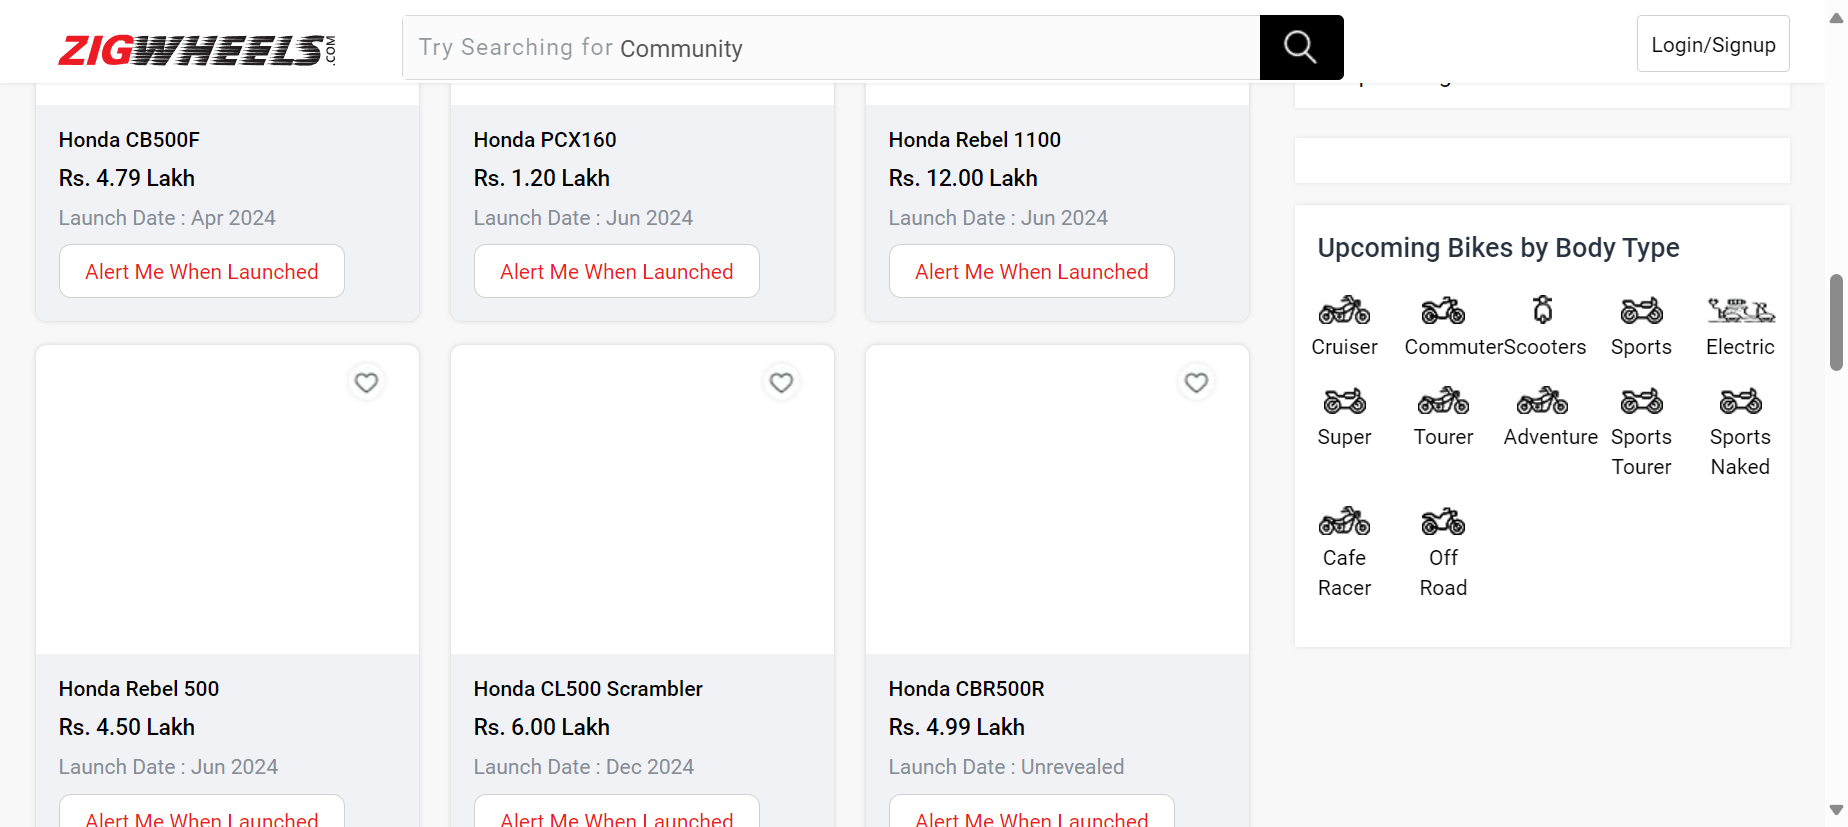 ZIGWHEELS.COM
Try Searching for Community
Login/Signup
Honda CB500F
Rs. 4.79 Lakh
Launch Date : Apr 2024
Alert Me When Launched
Honda PCX160
Rs. 1.20 Lakh
Launch Date : Jun 2024
Alert Me When Launched
Honda Rebel 1100
Rs. 12.00 Lakh
Launch Date : Jun 2024
Alert Me When Launched
Honda Rebel 500
Rs. 4.50 Lakh
Launch Date : Jun 2024
Alert Me When Launched
Honda CL500 Scrambler
Rs. 6.00 Lakh
Launch Date : Dec 2024
Alert Me When Launched
Honda CBR500R
Rs. 4.99 Lakh
Launch Date : Unrevealed
Alert Me When Launched
Upcoming Bikes by Body Type
Cruiser
Commuter
Scooters
Sports
Electric
Super
Tourer
Adventure
Sports
Tourer
Sports
Naked
Cafe
Racer
Off
Road